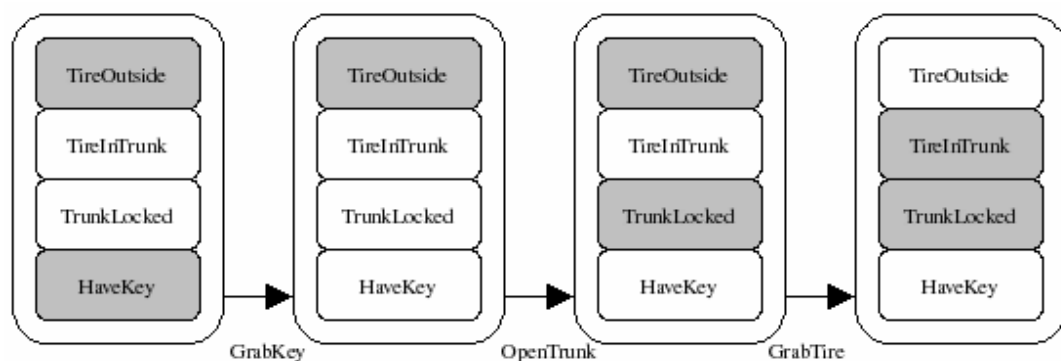 TireOutside
TireInTrunk
TrunkLocked
HaveKey
GrabKey
TireOutside
TireInTrunk
TrunkLocked
HaveKey
OpenTrunk
TireOutside
TireInTrunk
TrunkLocked
HaveKey
GrabTire
TireOutside
TireInTrunk
TrunkLocked
HaveKey